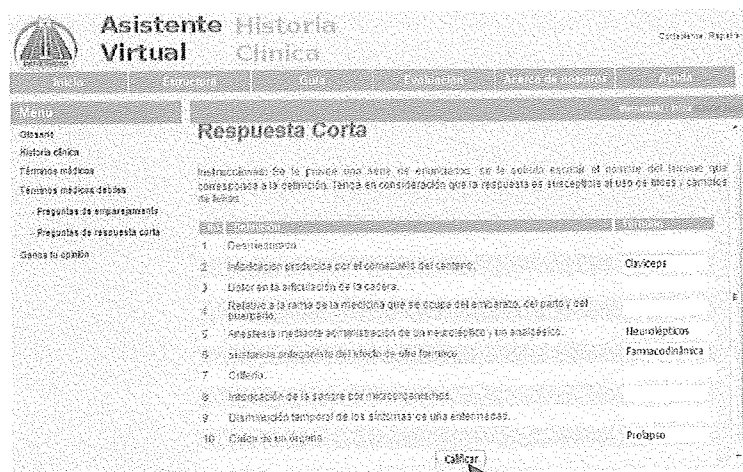 Asistente Historia
Virtual Clínica
Inicio Estructura Guía Evaluación Acerca de nosotros Ayuda
Menú
Glosario
Historia clínica
Términos médicos
Términos médicos dobles
Preguntas de emparejamiento
Preguntas de respuesta corta
Danos tu opinión
Respuesta Corta
Instrucciones: Se le provee una serie de enunciados, se le solicita escribir el nombre del término que
corresponda a la definición. Tenga en consideración que la respuesta es susceptible al uso de tildes y cambios
de letras.
No. Definición Término
1
2 Intoxicación producida por el cornezuelo del centeno. Claviceps
3 Dolor en la articulación de la cadera.
4 Relativo a la rama de la medicina que se ocupa del embarazo, del parto y del
puerperio.
5 Anestesia mediante administración de un neuroléptico y un analgésico. Neurolépticos
6 Sustancia antagonista del efecto de otro fármaco. Farmacodinámica
7 Criterio.
8 Intoxicación de la sangre por microorganismos.
9 Disminución temporal de los síntomas de una enfermedad.
10 Caída de un órgano. Prolapso
Calificar